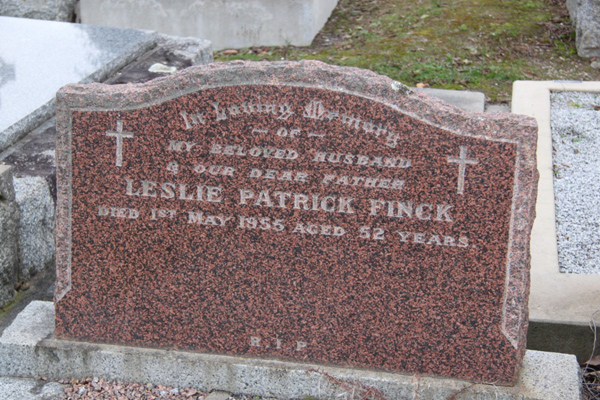 In Loving Memory
— OF —
MY BELOVED HUSBAND
& OUR DEAR FATHER
LESLIE PATRICK FINCK
DIED 1ST MAY 1955 AGED 52 YEARS
R I P